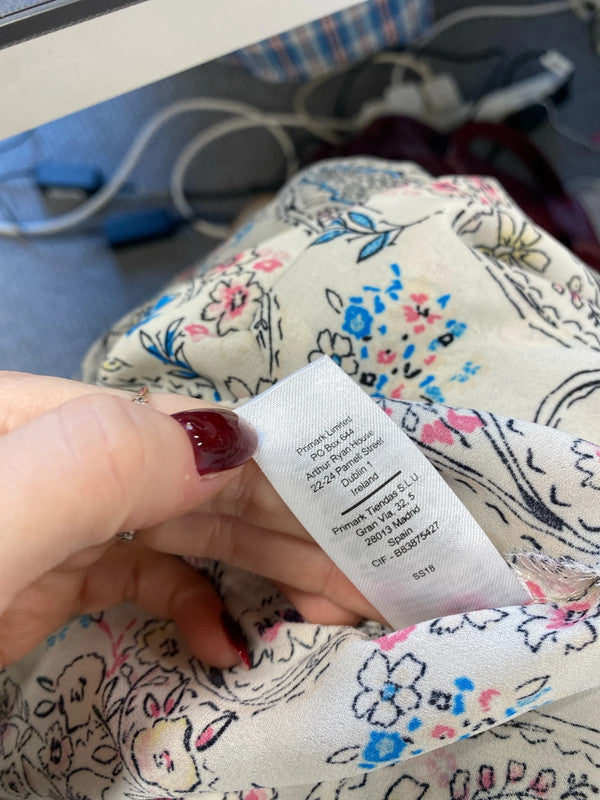 Primark Limited
PO Box 644
Arthur Ryan House
22-24 Parnell Street
Dublin 1
Ireland
Primark Tiendas S.L.U.
Gran Via, 32, 5
28013 Madrid
Spain
CIF - B83875427
SS18